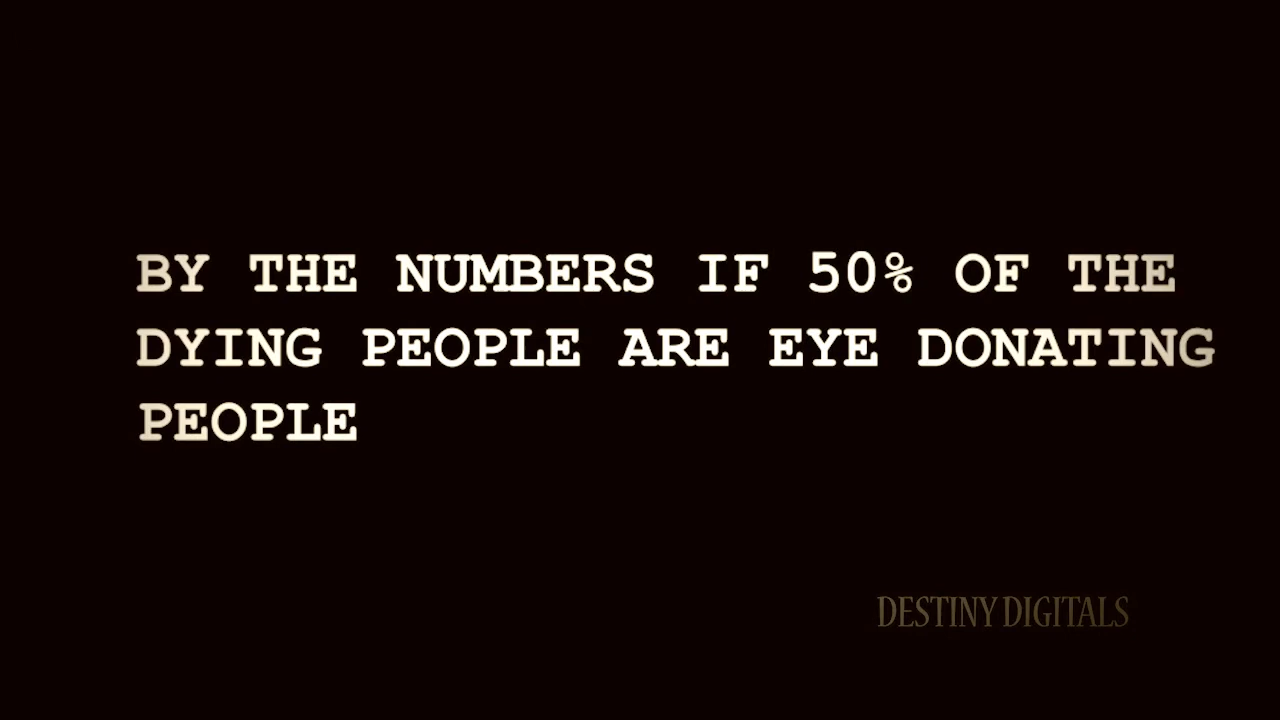 BY THE NUMBERS IF 50% OF THE
DYING PEOPLE ARE EYE DONATING
PEOPLE
DESTINY DIGITALS